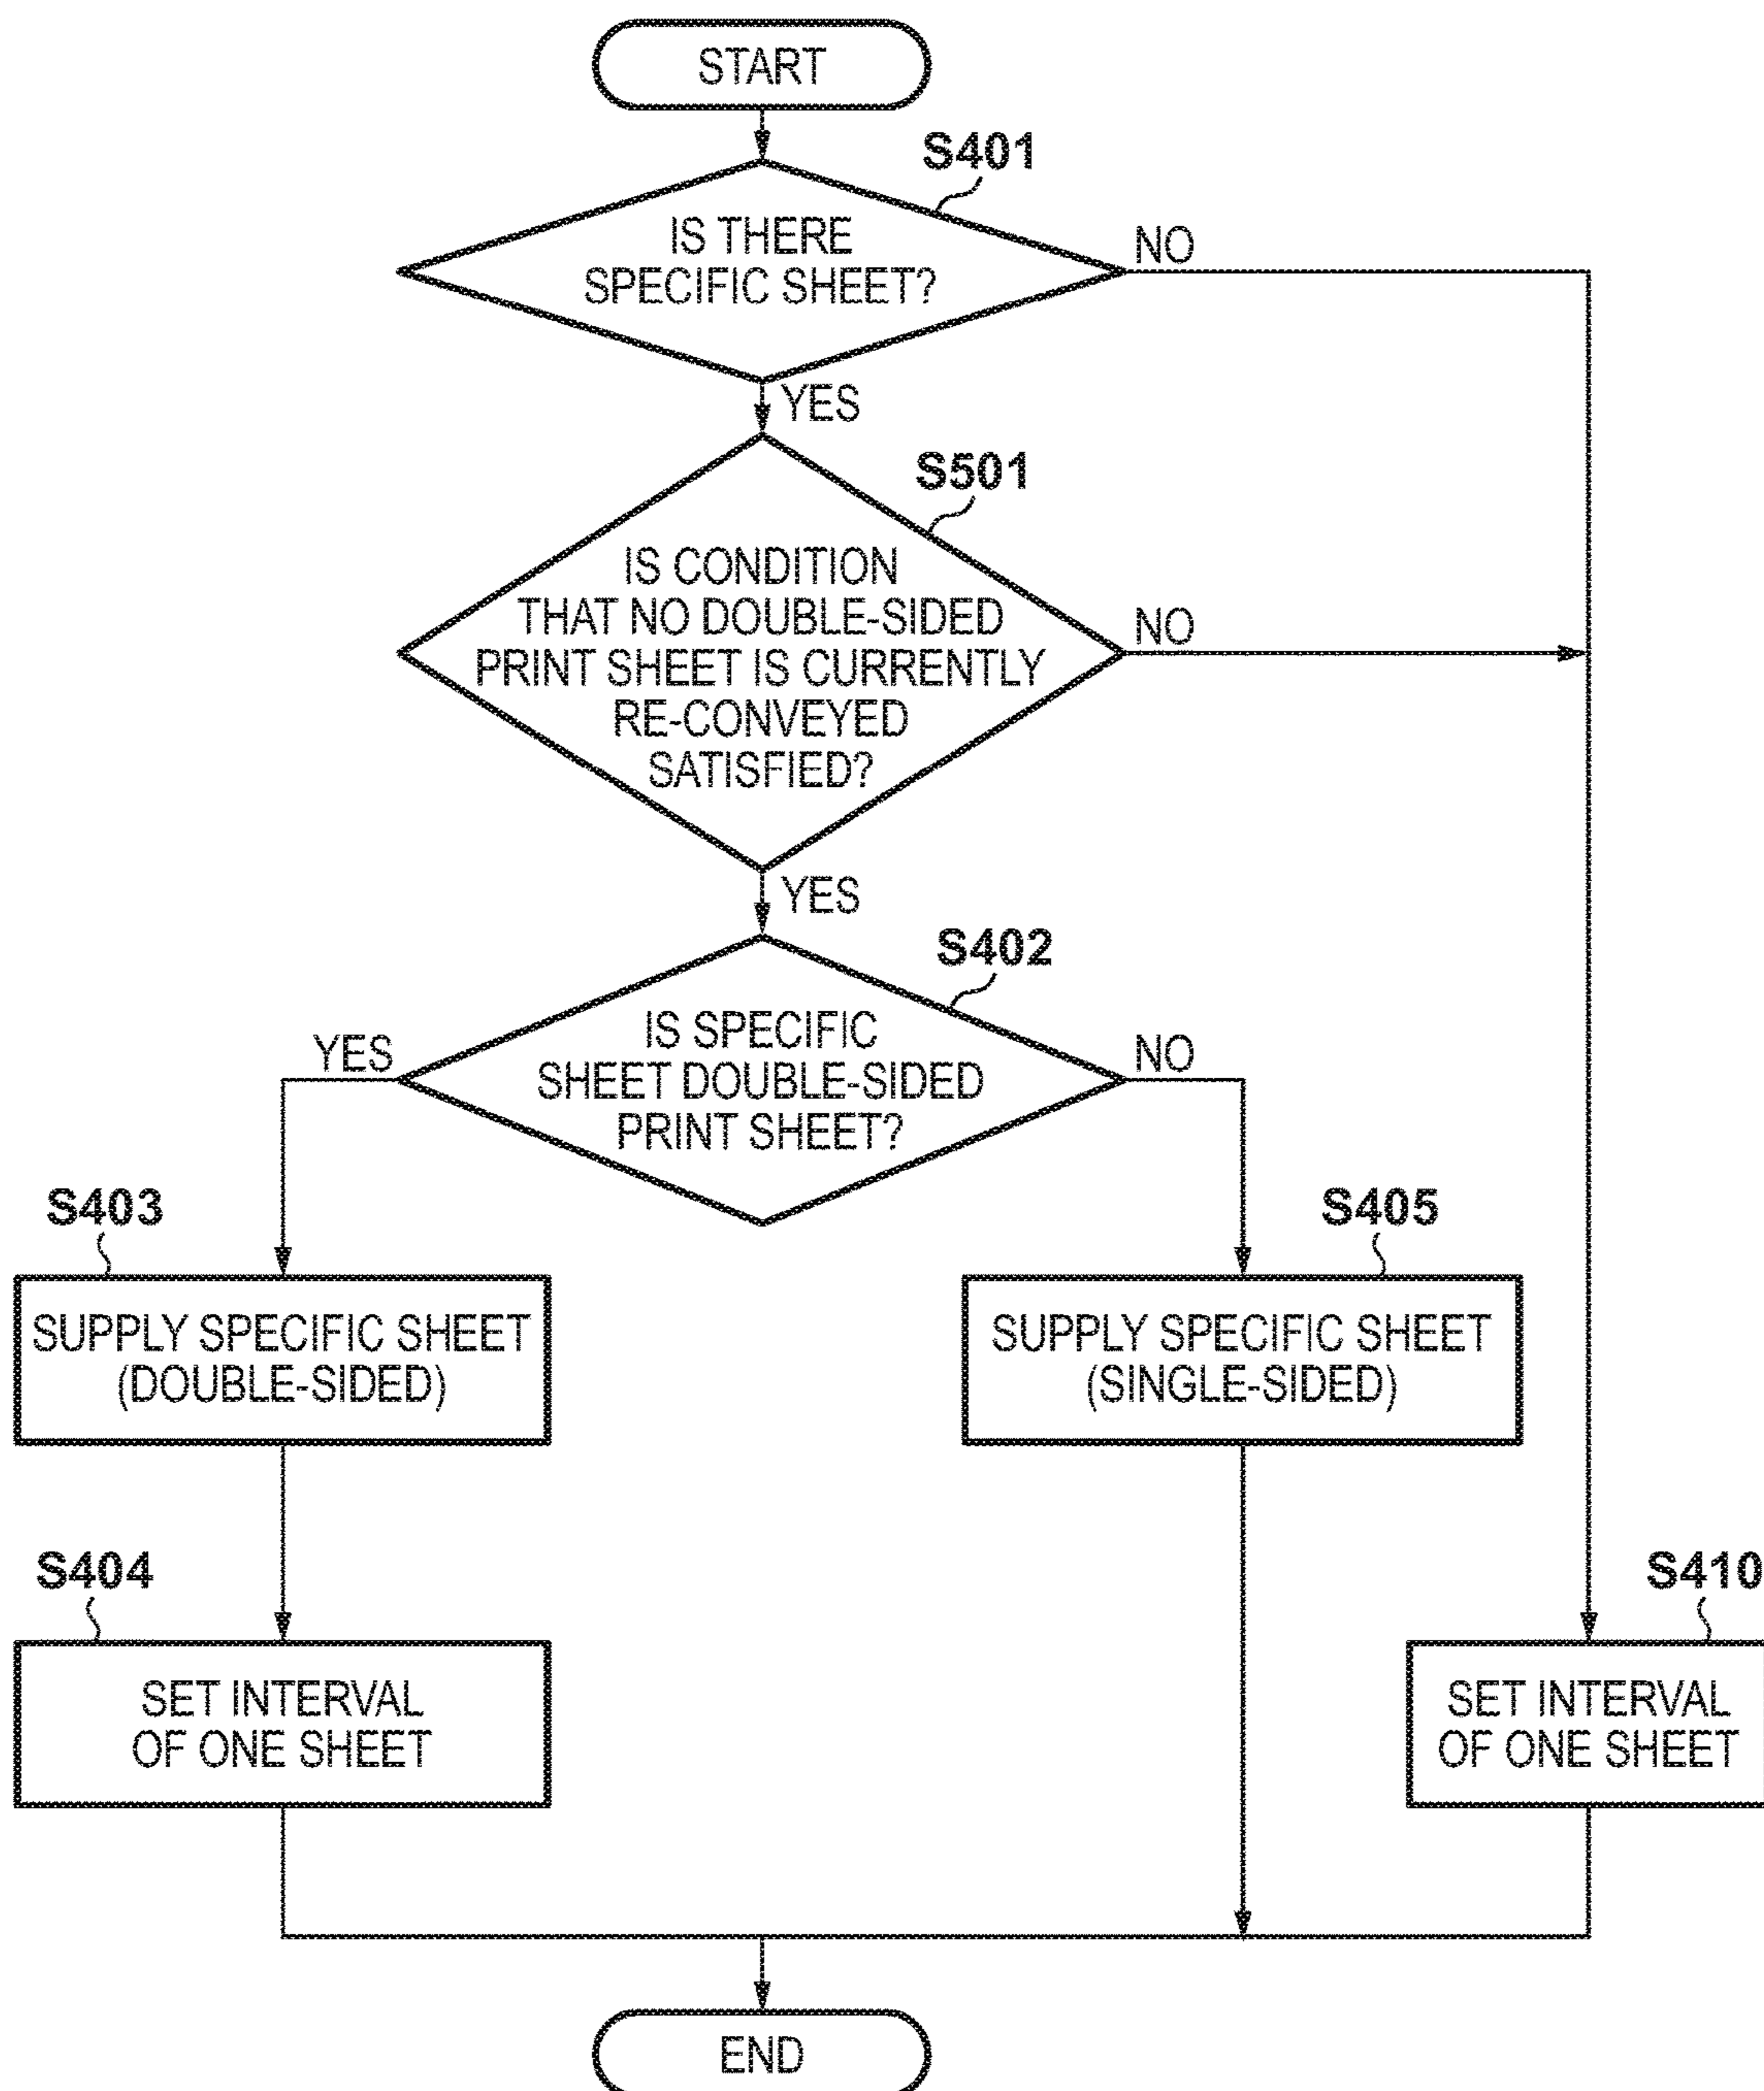 START
S401
IS THERE
SPECIFIC SHEET?
NO
YES
S501
IS CONDITION
THAT NO DOUBLE-SIDED
PRINT SHEET IS CURRENTLY
RE-CONVEYED
SATISFIED?
NO
YES
S402
IS SPECIFIC
SHEET DOUBLE-SIDED
PRINT SHEET?
YES
NO
S403
SUPPLY SPECIFIC SHEET
(DOUBLE-SIDED)
S405
SUPPLY SPECIFIC SHEET
(SINGLE-SIDED)
S404
SET INTERVAL
OF ONE SHEET
S410
SET INTERVAL
OF ONE SHEET
END